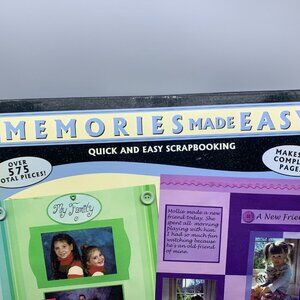 MEMORIES MADE EASY
QUICK AND EASY SCRAPBOOKING
OVER
575
TOTAL PIECES!
MAKES
COMPL
PAGE
My Family
Mollie made a new
friend today. She
spent all morning
playing with him.
I had so much fun
watching because
he's an old friend
of mine.
A New Frien